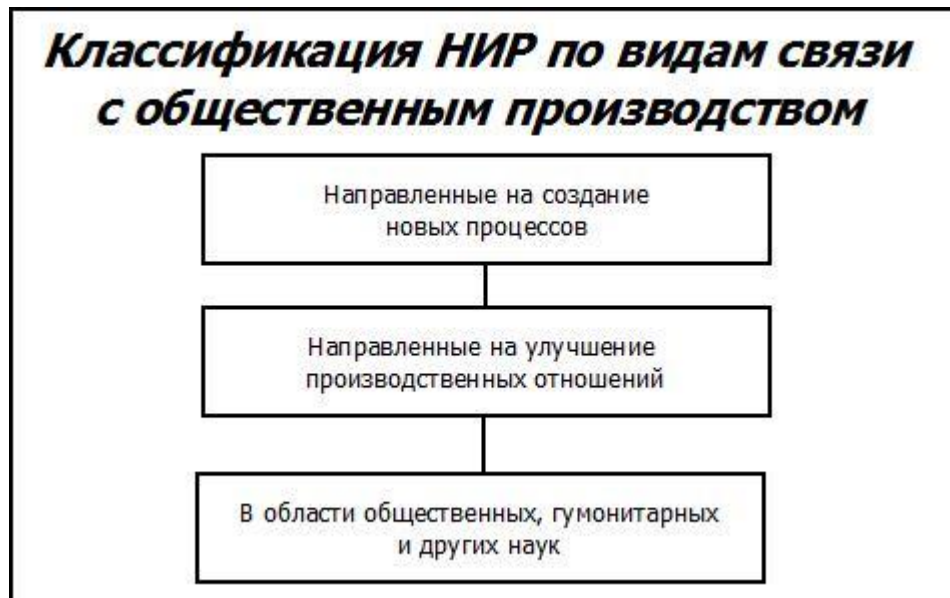 Классификация НИР по видам связи
с общественным производством
Направленные на создание
новых процессов
Направленные на улучшение
производственных отношений
В области общественных, гумонитарных
и других наук